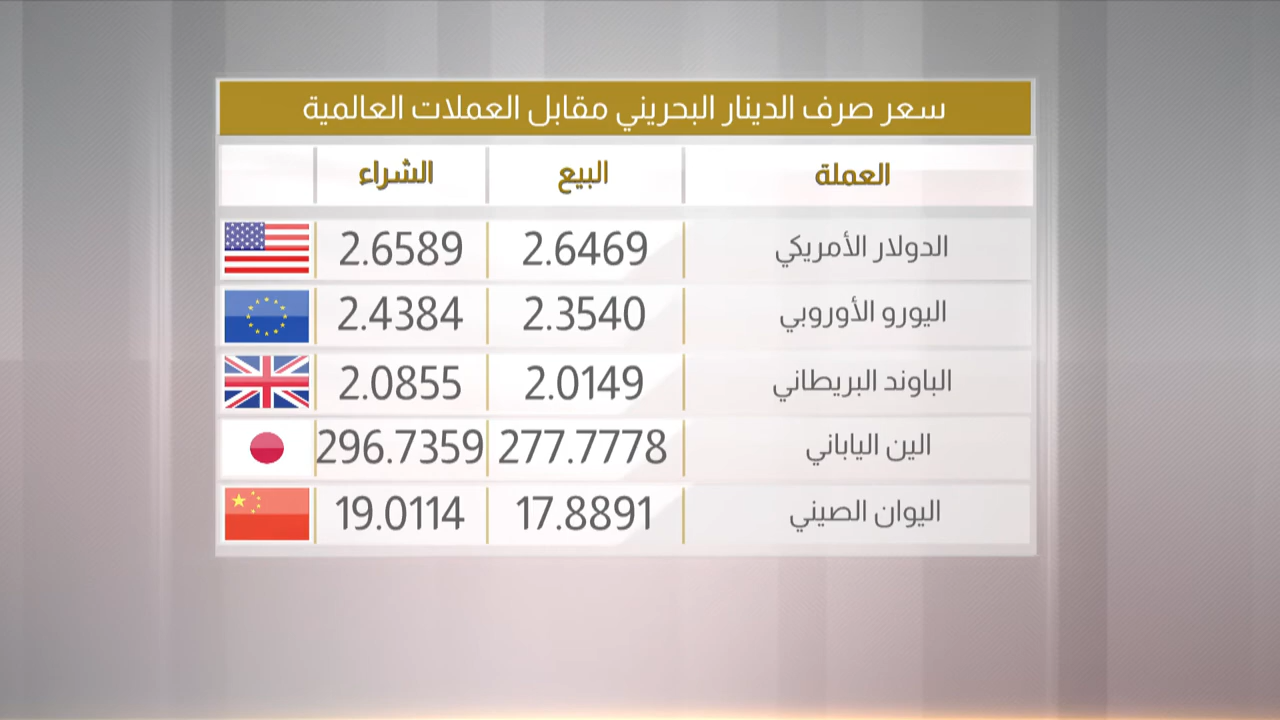 سعر صرف الدينار البحريني مقابل العملات العالمية
العملة البيع الشراء
الدولار الأمريكي 2.6469 2.6589
اليورو الأوروبي 2.3540 2.4384
الباوند البريطاني 2.0149 2.0855
الين الياباني 277.7778 296.7359
اليوان الصيني 17.8891 19.0114